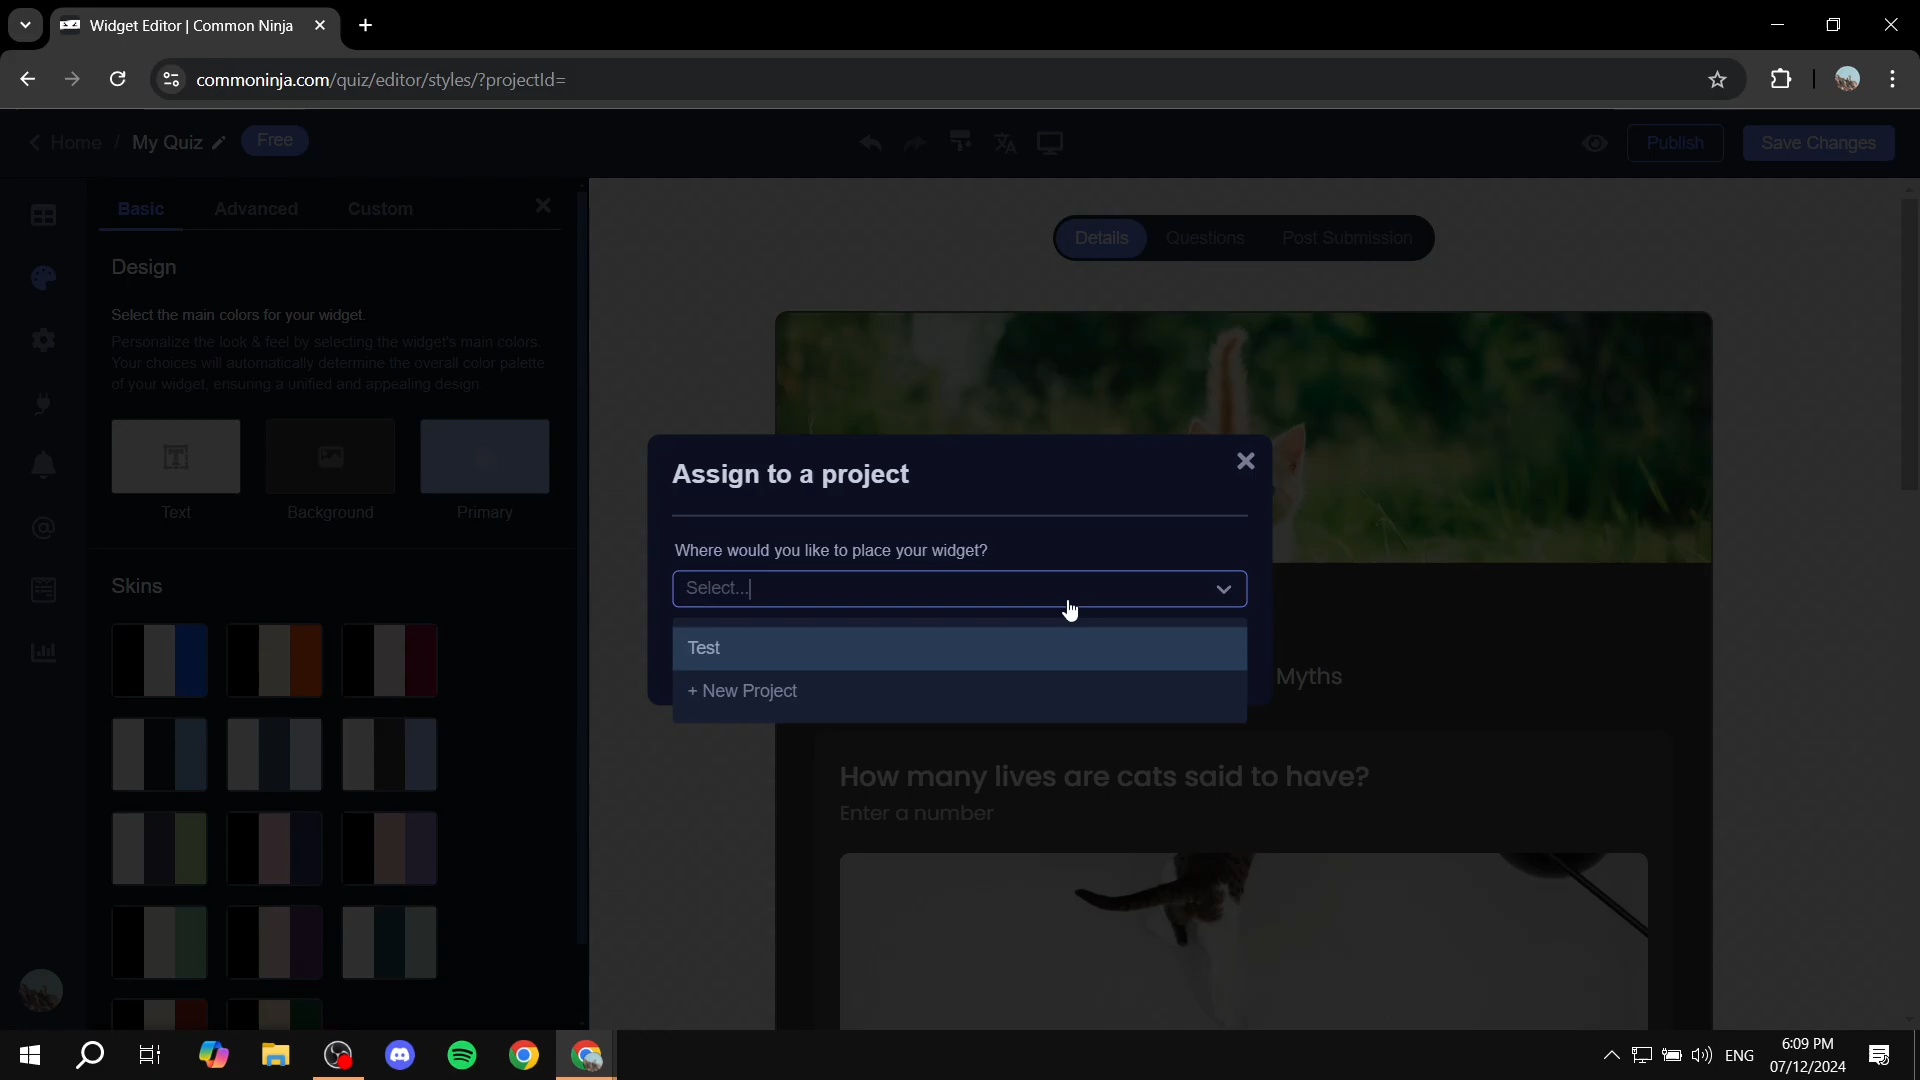 Widget Editor | Common Ninja
commoninja.com/quiz/editor/styles/?projectId=
Home / My Quiz
Free
Publish
Save Changes
Basic
Advanced
Custom
Details
Questions
Post Submission
Design
Select the main colors for your widget.
Personalize the look & feel by selecting the widget's main colors.
Your choices will automatically determine the overall color palette
of your widget, ensuring a unified and appealing design.
Text
Background
Primary
Skins
Assign to a project
Where would you like to place your widget?
Select...
Test
+ New Project
Myths
How many lives are cats said to have?
Enter a number
ENG
6:09 PM
07/12/2024